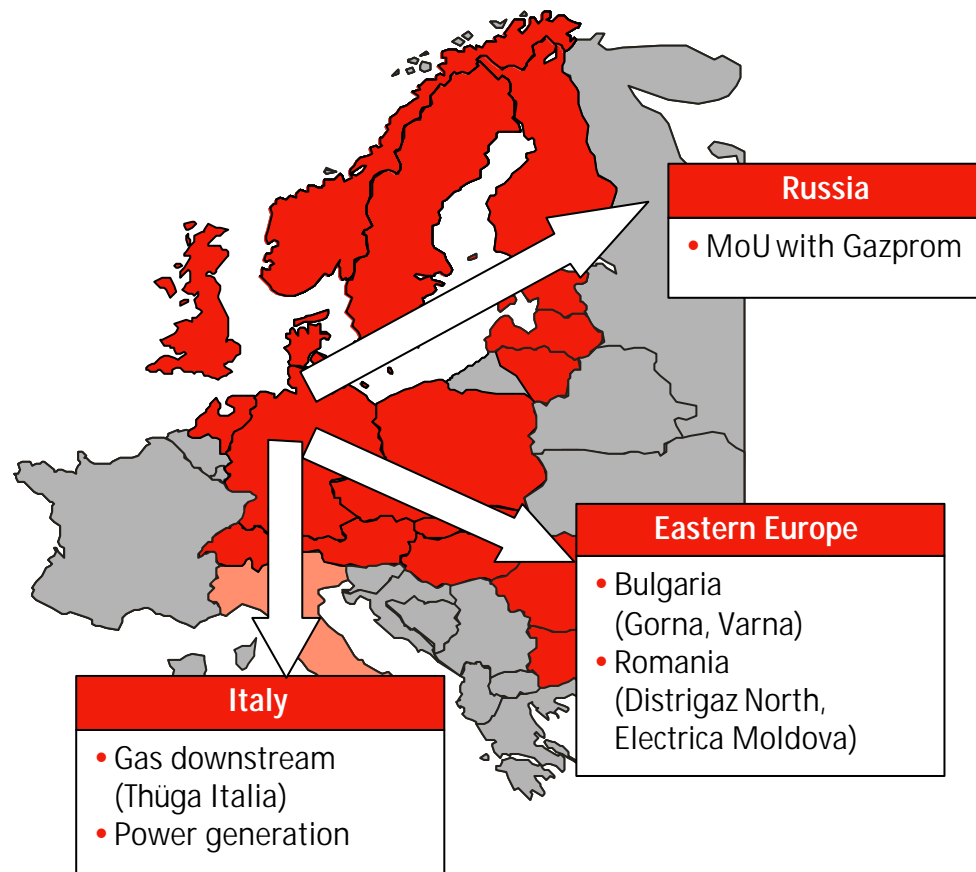 Russia
• MoU with Gazprom
Eastern Europe
• Bulgaria
(Gorna, Varna)
• Romania
(Distrigaz North,
Electrica Moldova)
Italy
• Gas downstream
(Thüga Italia)
• Power generation